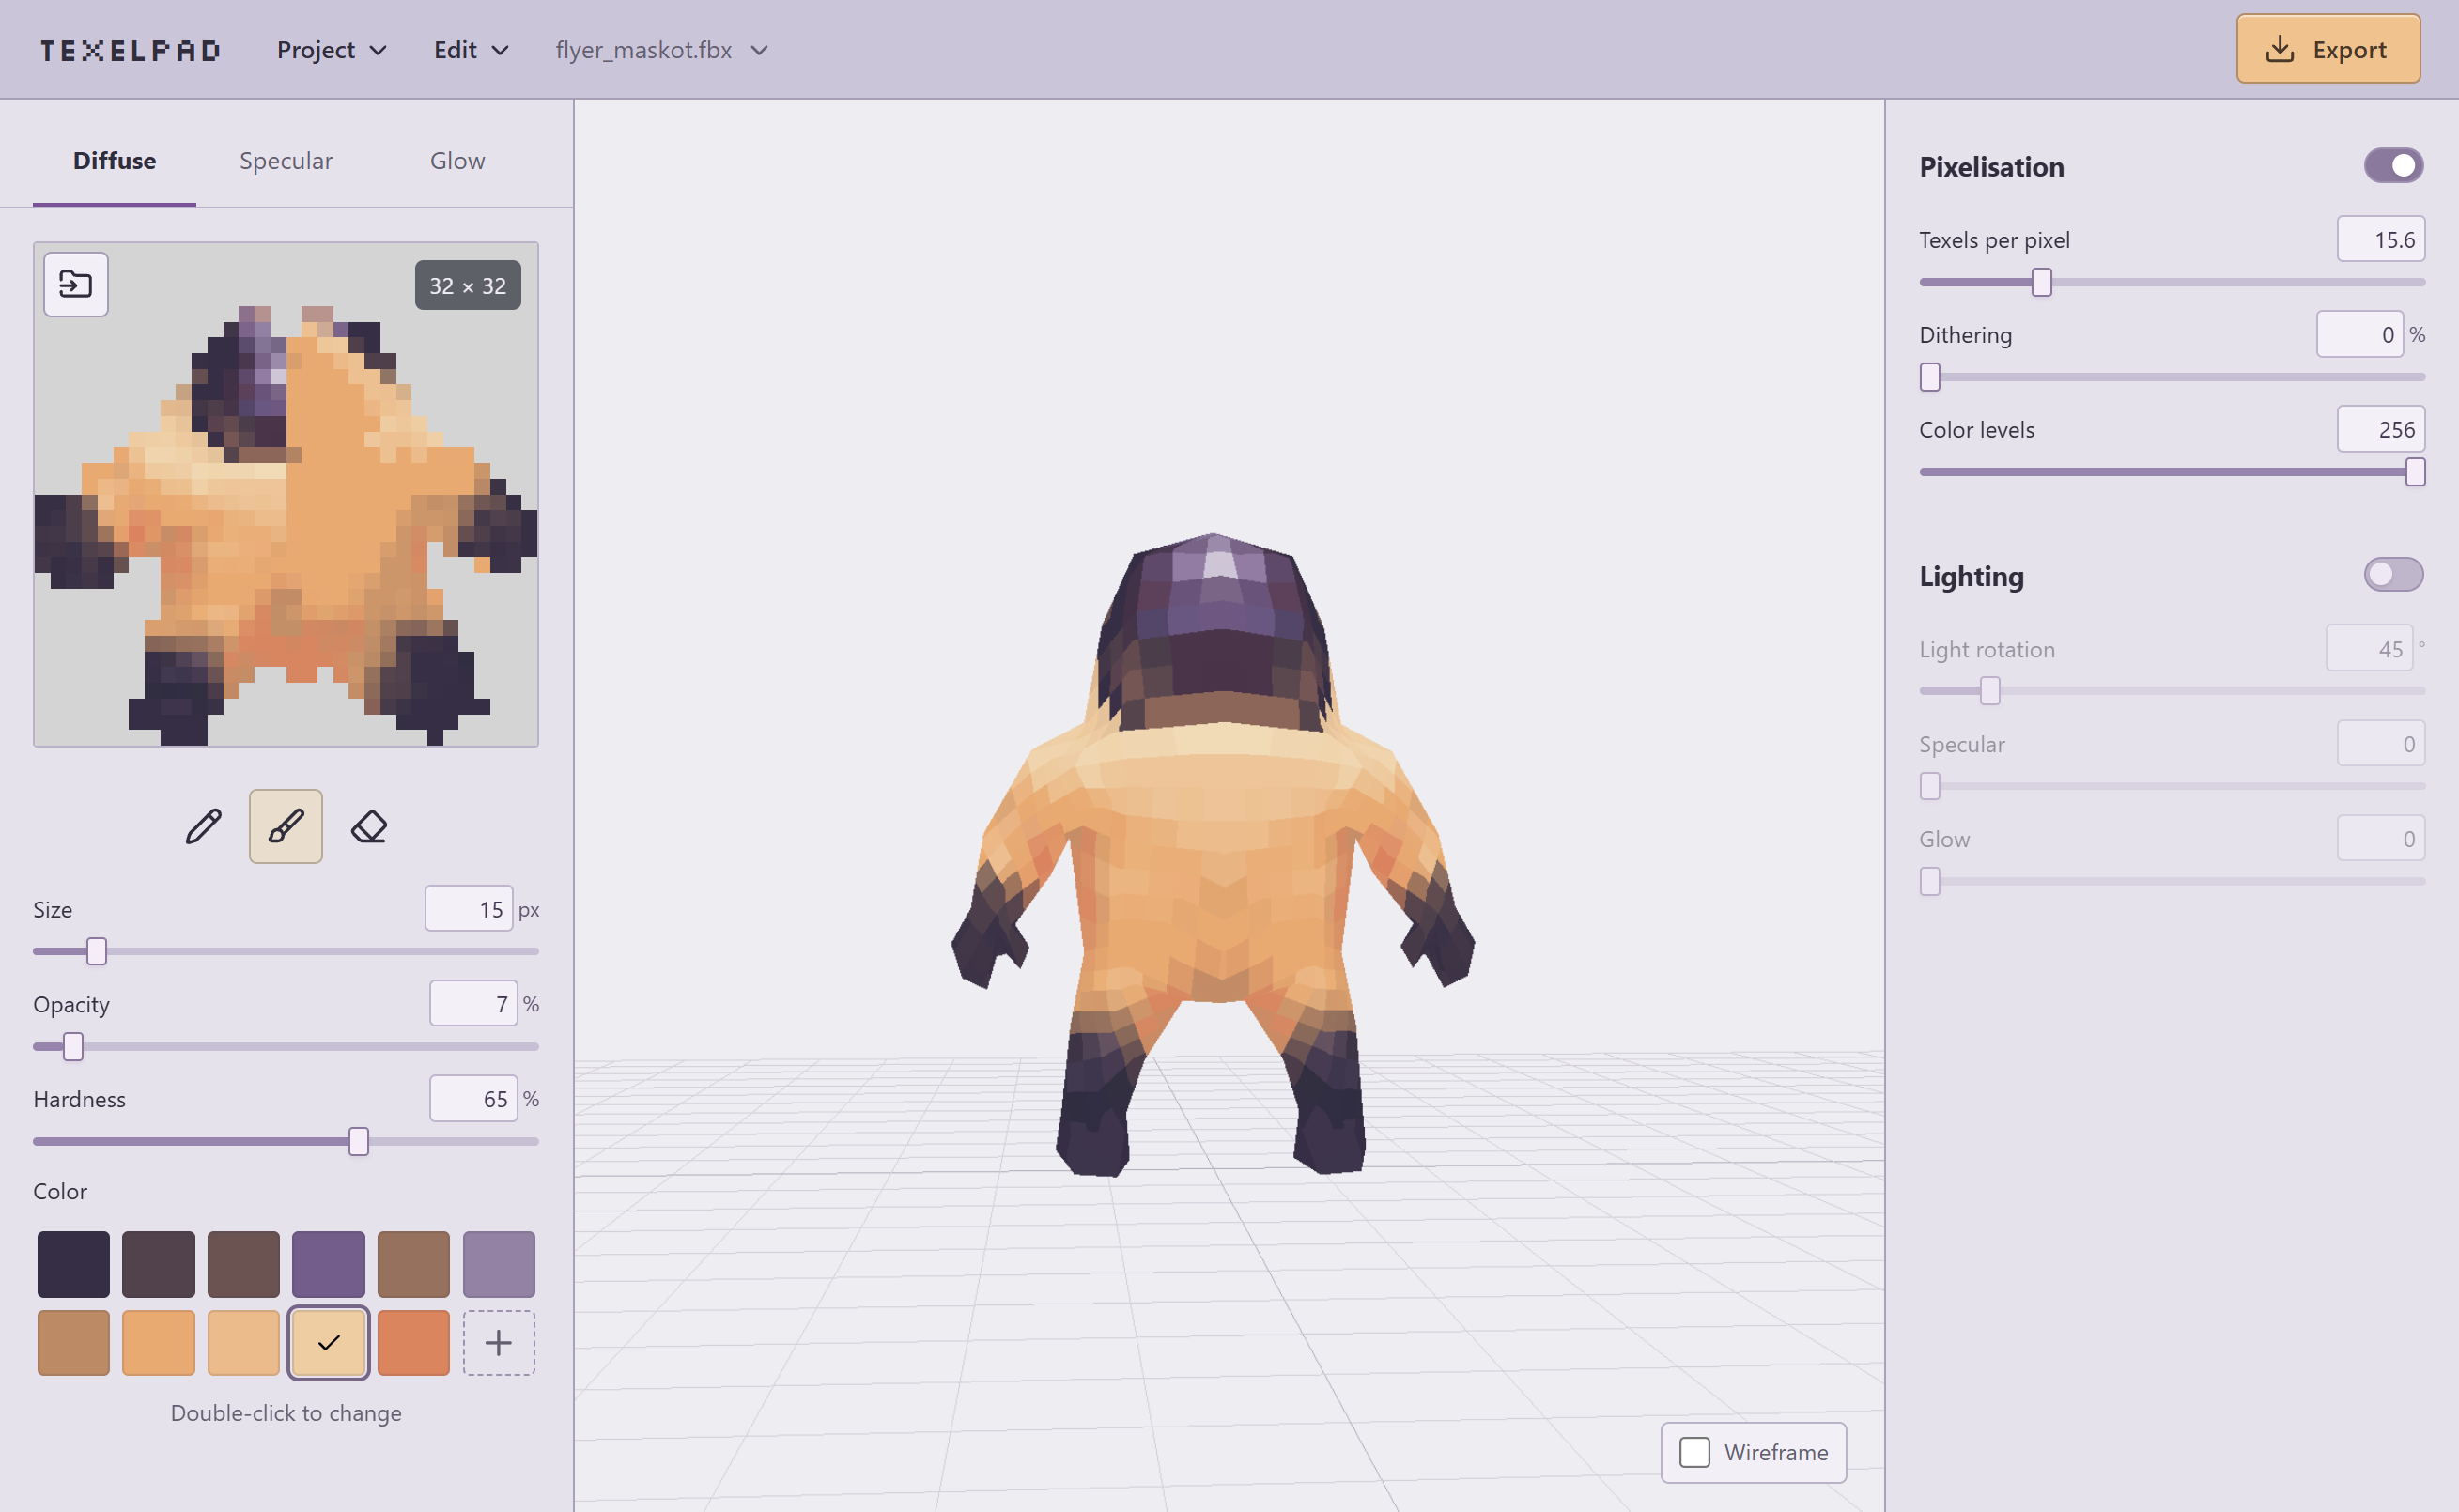 TEXELPAD Project Edit flyer_maskot.fbx Export
Diffuse Specular Glow
32 × 32
Size 15 px
Opacity 7 %
Hardness 65 %
Color
Double-click to change
Wireframe
Pixelisation
Texels per pixel 15.6
Dithering 0 %
Color levels 256
Lighting
Light rotation 45 °
Specular 0
Glow 0